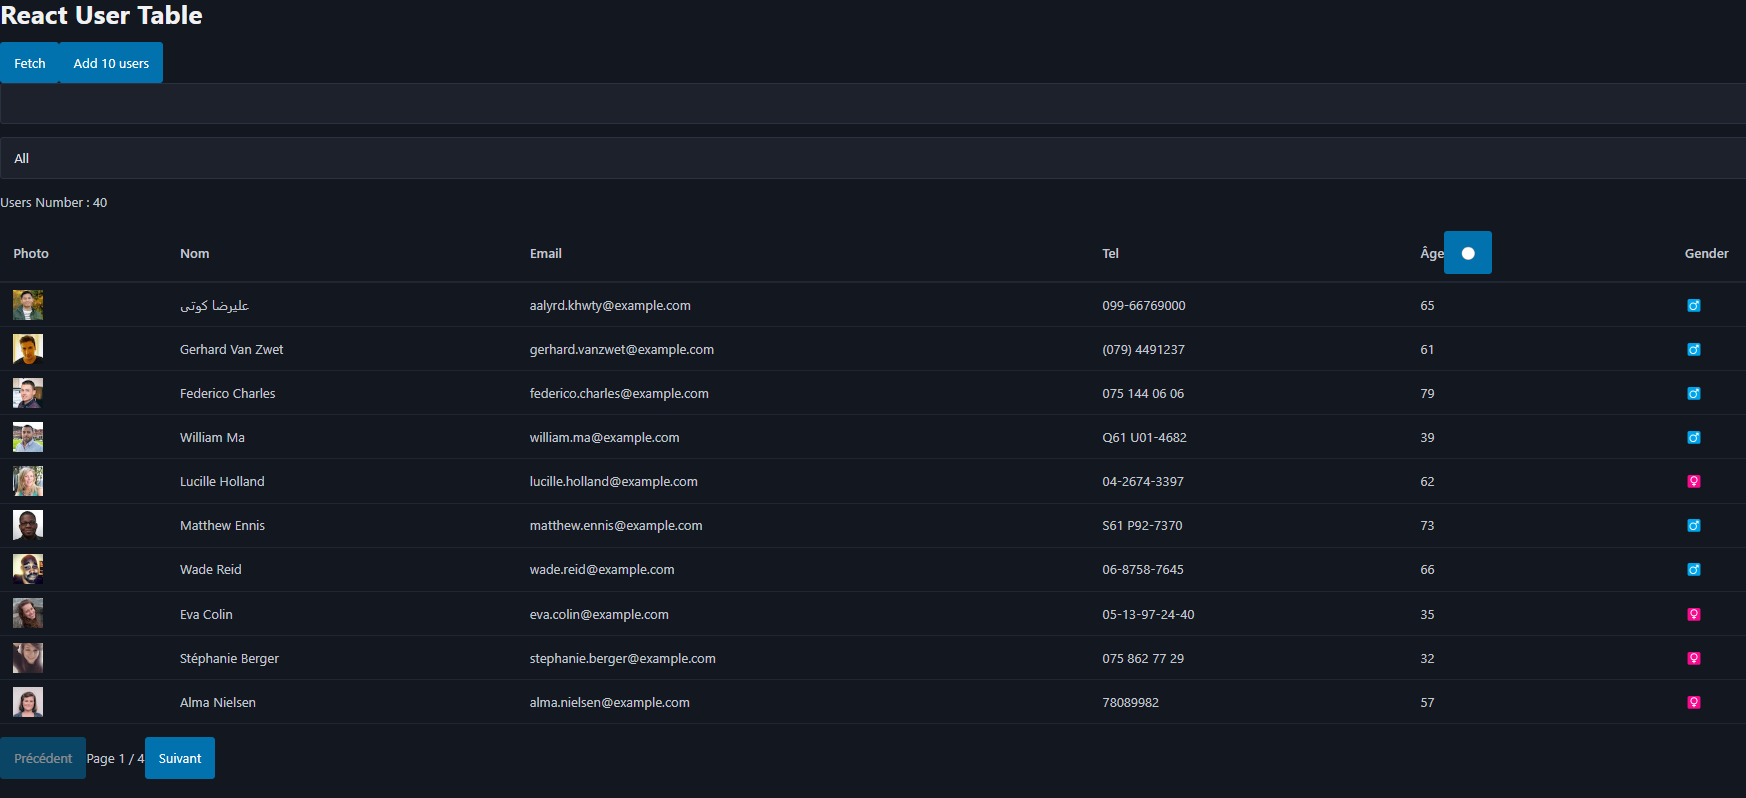 React User Table
Fetch Add 10 users
All
Users Number : 40
Photo Nom Email Tel Âge Gender
علیرضا کوتی aalyrd.khwty@example.com 099-66769000 65
Gerhard Van Zwet gerhard.vanzwet@example.com (079) 4491237 61
Federico Charles federico.charles@example.com 075 144 06 06 79
William Ma william.ma@example.com Q61 U01-4682 39
Lucille Holland lucille.holland@example.com 04-2674-3397 62
Matthew Ennis matthew.ennis@example.com S61 P92-7370 73
Wade Reid wade.reid@example.com 06-8758-7645 66
Eva Colin eva.colin@example.com 05-13-97-24-40 35
Stéphanie Berger stephanie.berger@example.com 075 862 77 29 32
Alma Nielsen alma.nielsen@example.com 78089982 57
Précédent Page 1 / 4 Suivant